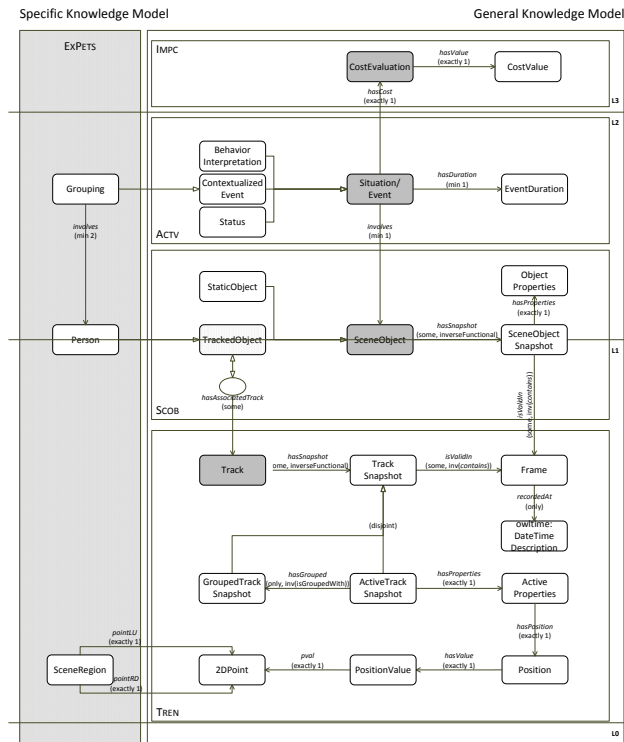 Specific Knowledge Model
General Knowledge Model
EXPETS
IMPC
CostEvaluation
hasValue
(exactly 1)
CostValue
hasCost
(exactly 1)
L3
L2
Behavior
Interpretation
Grouping
Contextualized
Event
Situation/
Event
hasDuration
(min 1)
EventDuration
Status
involves
(min 2)
involves
(min 1)
ACTV
StaticObject
Object
Properties
hasProperties
(exactly 1)
Person
TrackedObject
SceneObject
hasSnapshot
(some, inverseFunctional)
SceneObject
Snapshot
L1
hasAssociatedTrack
(some)
isValidIn
(some, inv(contains))
SCOB
Track
hasSnapshot
ome, inverseFunctional)
Track
Snapshot
isValidIn
(some, inv(contains))
Frame
recordedAt
(only)
owltime:
DateTime
Description
(disjoint)
GroupedTrack
Snapshot
hasGrouped
(only, inv(isGroupedWith))
ActiveTrack
Snapshot
hasProperties
(exactly 1)
Active
Properties
hasPosition
(exactly 1)
pointLU
(exactly 1)
SceneRegion
pointRD
(exactly 1)
2DPoint
pval
(exactly 1)
PositionValue
hasValue
(exactly 1)
Position
TREN
L0